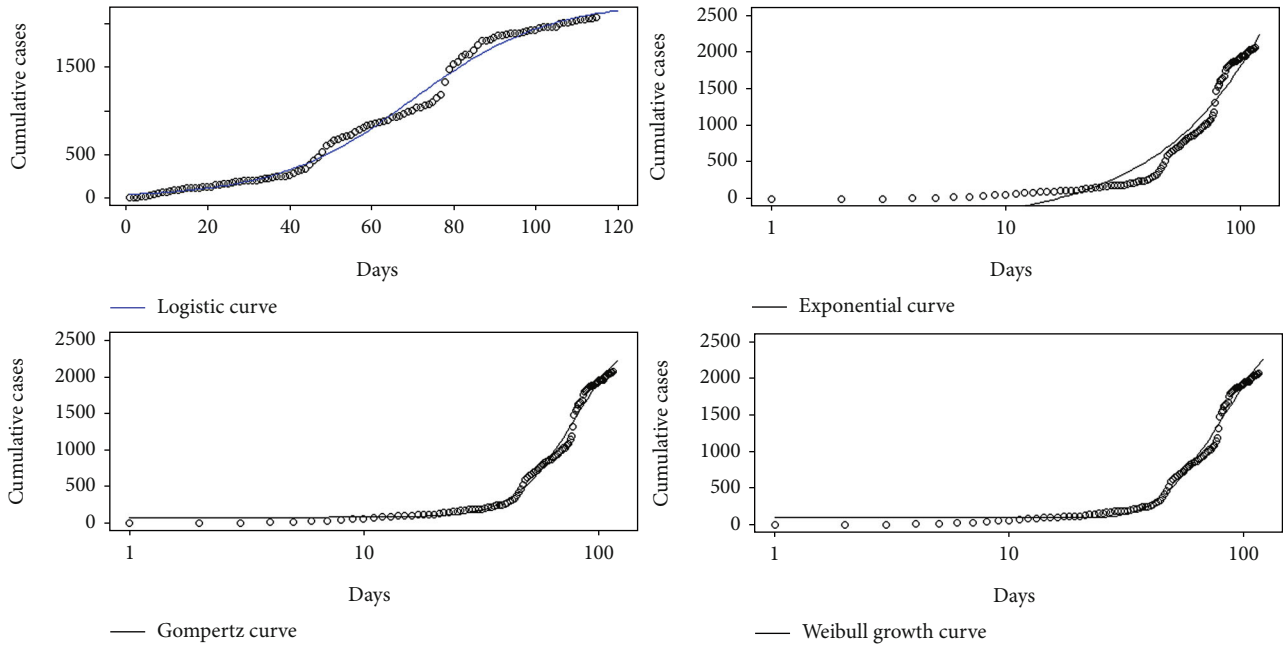 Cumulative cases
1500
500
0
0 20 40 60 80 100 120
Days
Logistic curve
Cumulative cases
2500
2000
1500
1000
500
0
1 10 100
Days
Exponential curve
Cumulative cases
2500
2000
1500
1000
500
0
1 10 100
Days
Gompertz curve
Cumulative cases
2500
2000
1500
1000
500
0
1 10 100
Days
Weibull growth curve